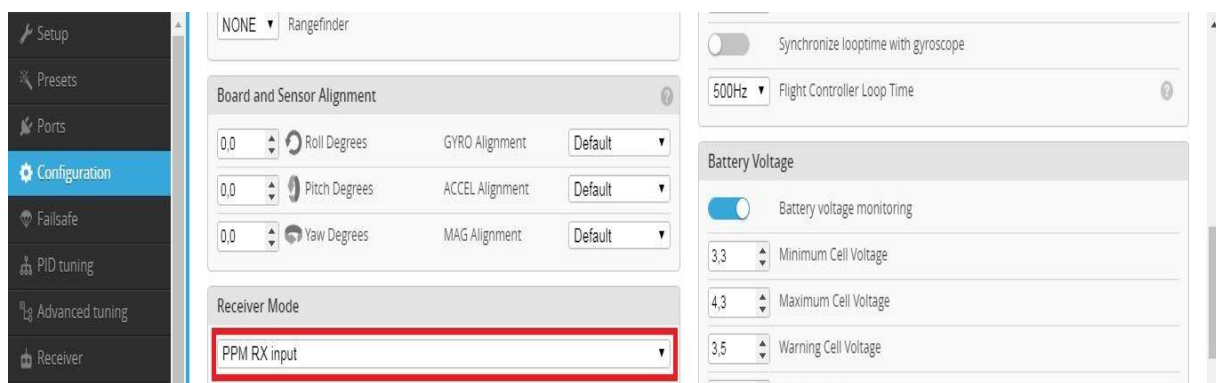 Setup
Presets
Ports
Configuration
Failsafe
PID tuning
Advanced tuning
Receiver
NONE Rangefinder
Board and Sensor Alignment
0,0 Roll Degrees GYRO Alignment Default
0,0 Pitch Degrees ACCEL Alignment Default
0,0 Yaw Degrees MAG Alignment Default
Receiver Mode
PPM RX input
Synchronize looptime with gyroscope
500Hz Flight Controller Loop Time
Battery Voltage
Battery voltage monitoring
3,3 Minimum Cell Voltage
4,3 Maximum Cell Voltage
3,5 Warning Cell Voltage